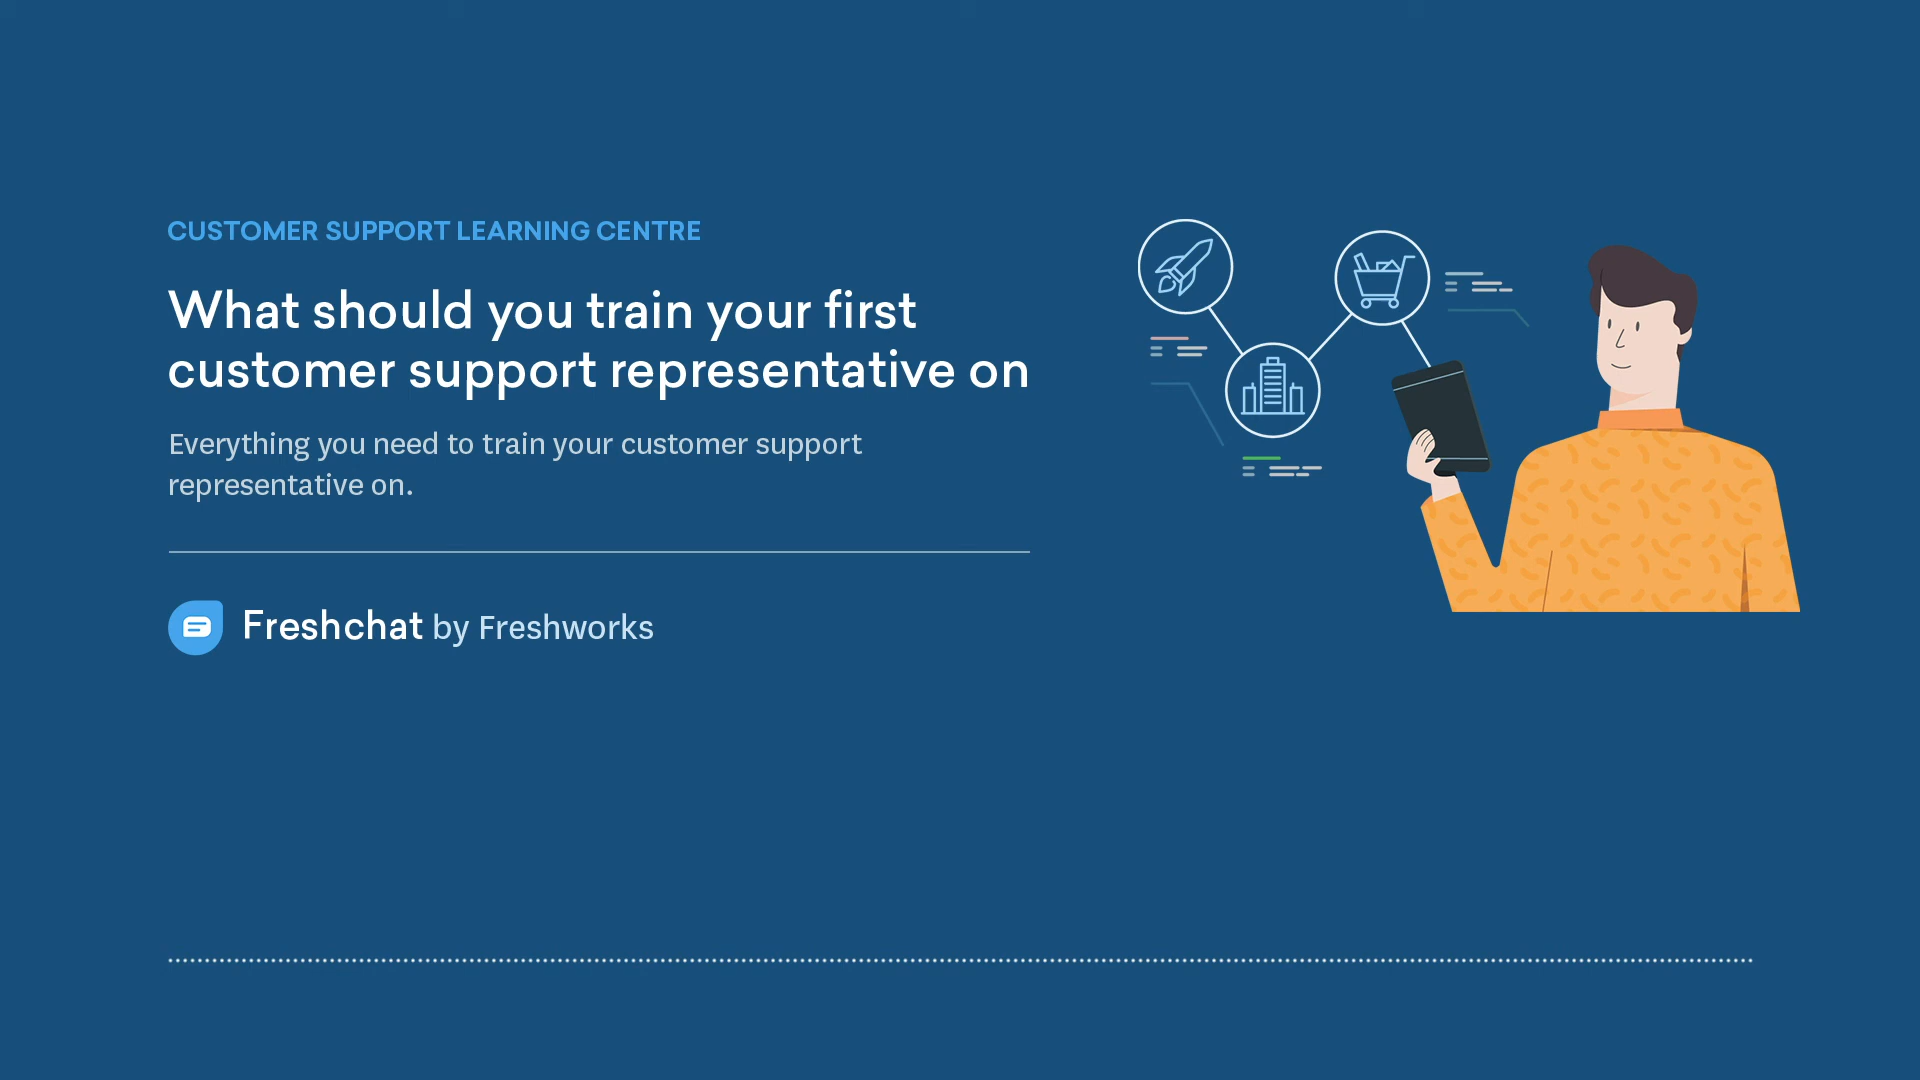 CUSTOMER SUPPORT LEARNING CENTRE
What should you train your first
customer support representative on
Everything you need to train your customer support
representative on.
Freshchat by Freshworks